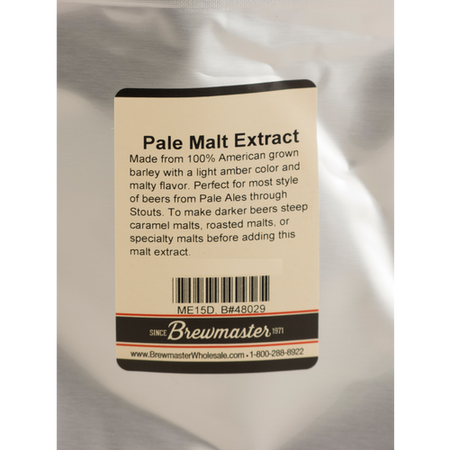 Pale Malt Extract
Made from 100% American grown
barley with a light amber color and
malty flavor. Perfect for most style
of beers from Pale Ales through
Stouts. To make darker beers steep
caramel malts, roasted malts, or
specialty malts before adding this
malt extract.
ME15D. B#48029
SINCE Brewmaster 1971
www.BrewmasterWholesale.com • 1-800-288-8922